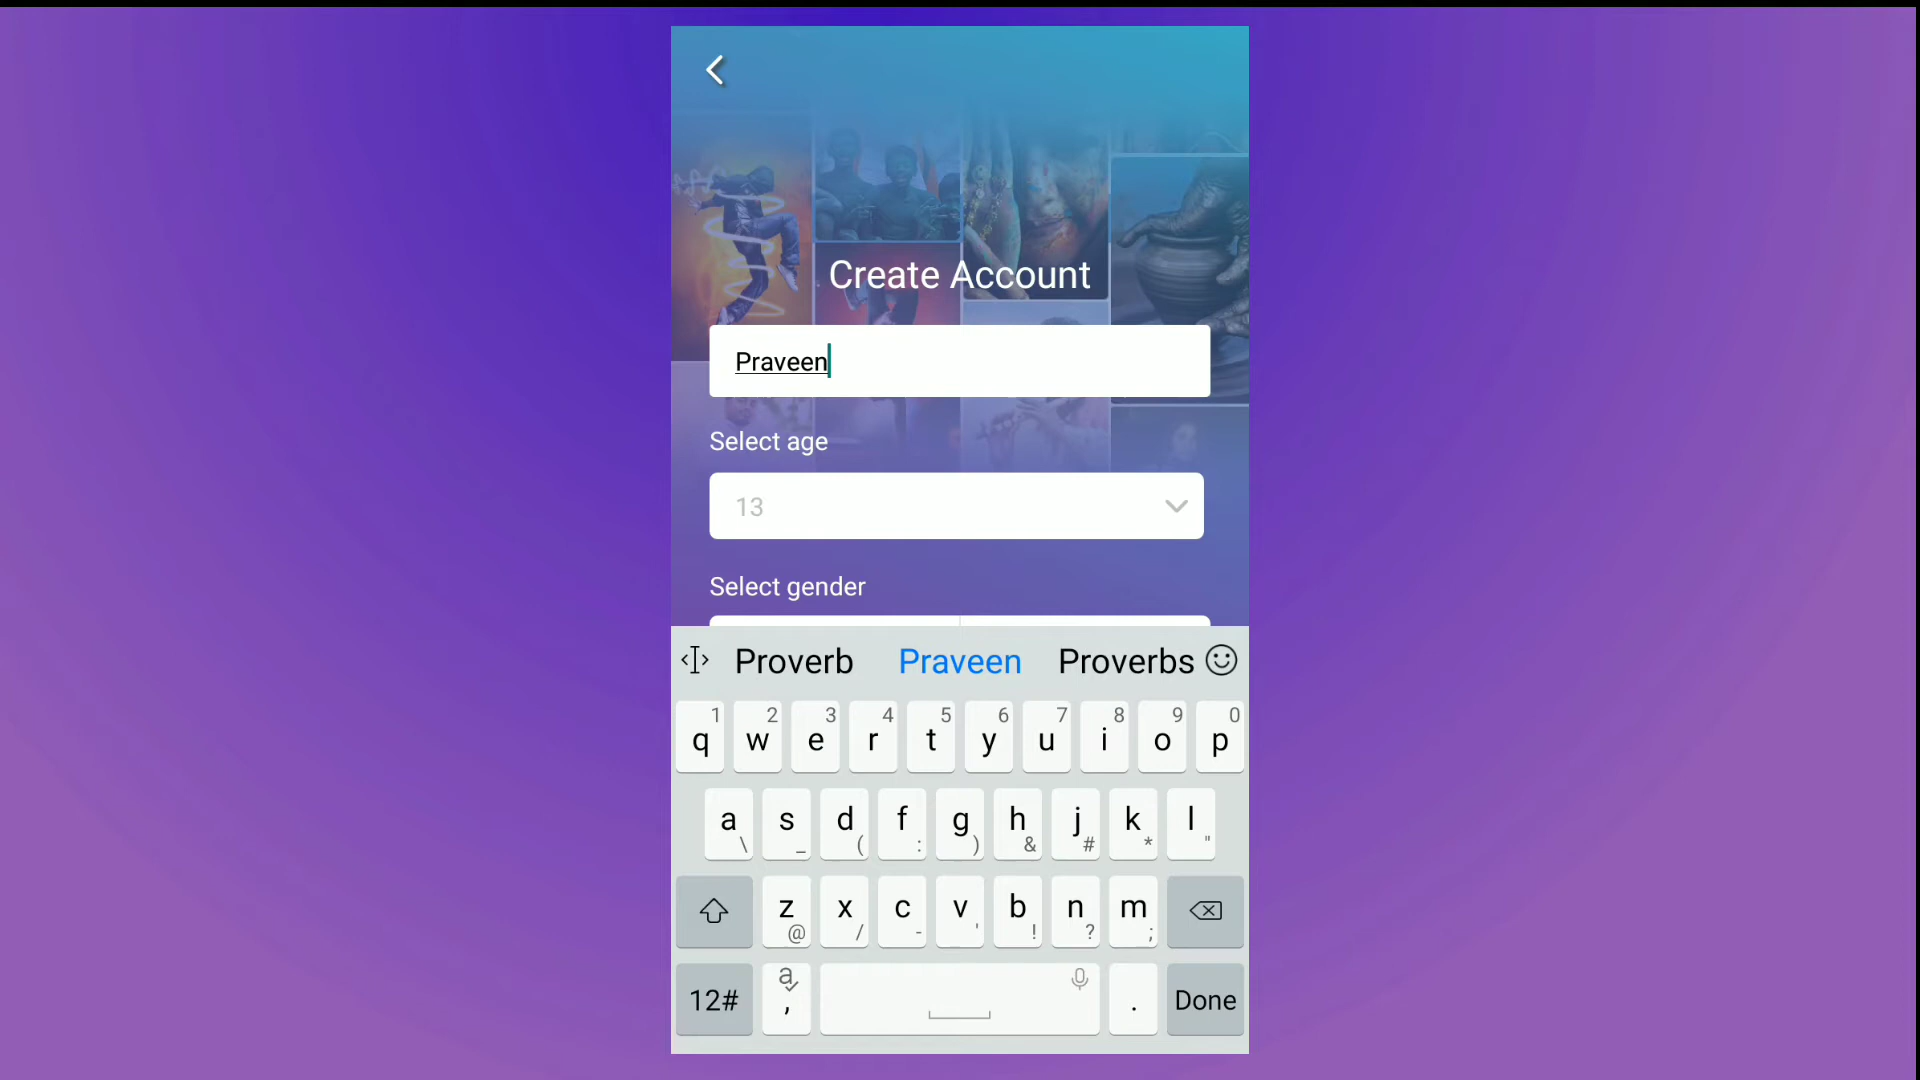 Create Account
Praveen
Select age
13
Select gender
Proverb Praveen Proverbs
1 2 3 4 5 6 7 8 9 0
q w e r t y u i o p
a s d f g h j k l
\ _ ( : ) & # * "
z x c v b n m
@ / - ' ! ? ;
12# a , . Done